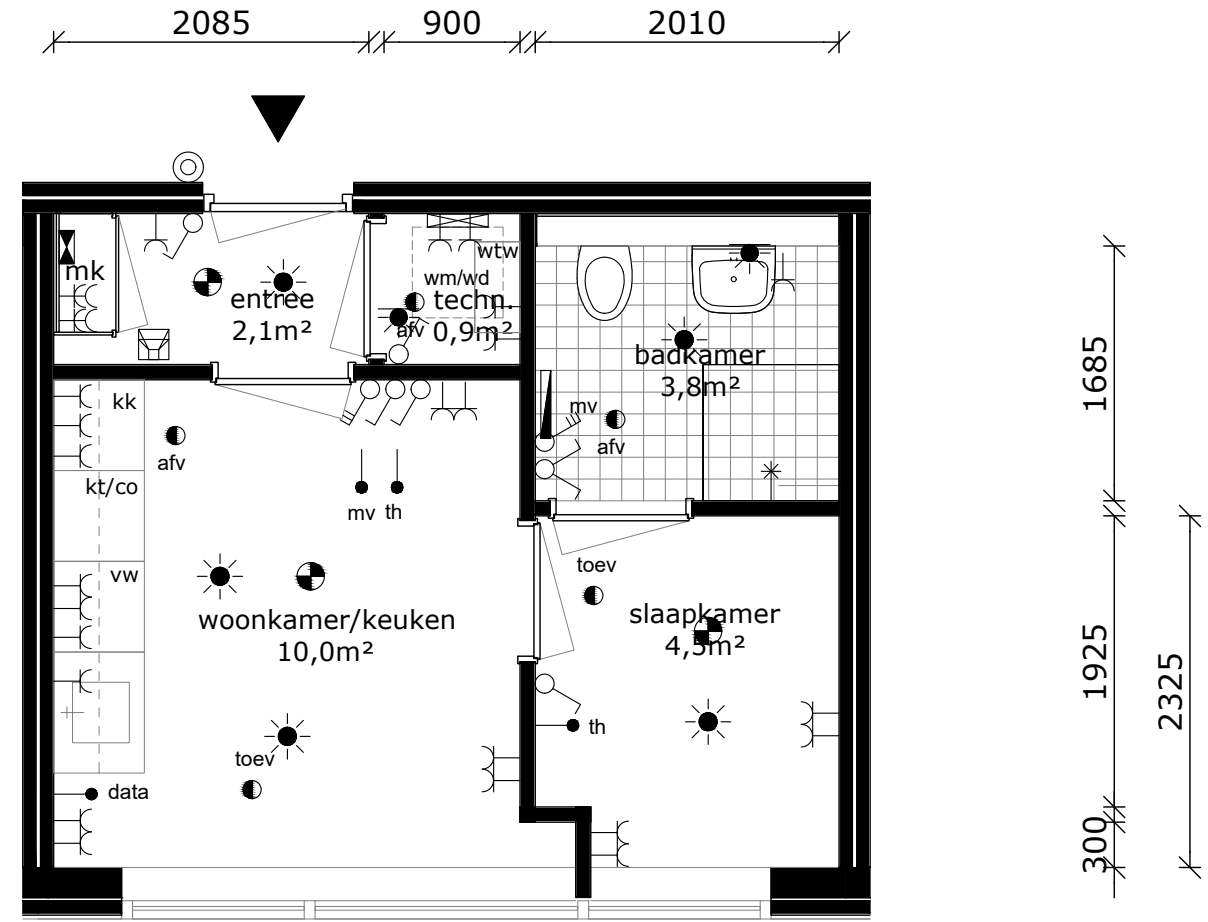 2085 900 2010
mk
entree
2,1m²
wtw
wm/wd
techn.
afv
0,9m²
badkamer
3,8m²
mv
afv
1685
kk
afv
kt/co
mv th
vw
woonkamer/keuken
10,0m²
toev
slaapkamer
4,5m²
th
toev
data
1925
2325
300